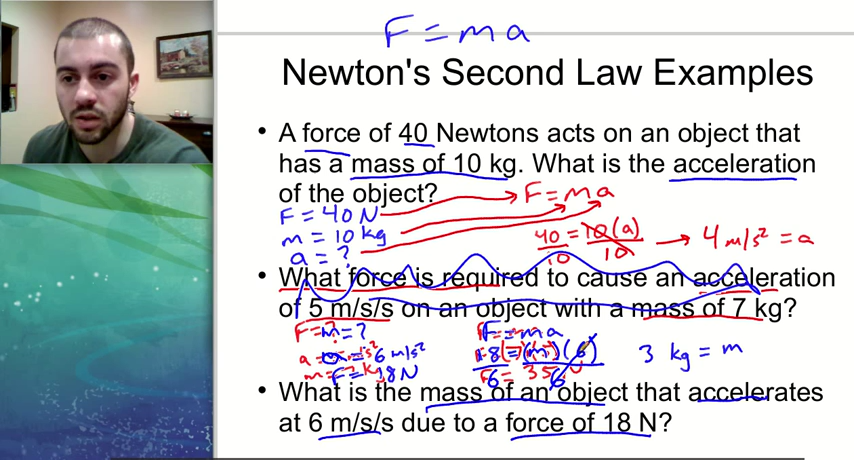 F = ma
Newton's Second Law Examples
• A force of 40 Newtons acts on an object that
has a mass of 10 kg. What is the acceleration
of the object?
F = ma
F = 40 N
m = 10 kg
a = ?
40 = 10 (a)
10 10
→ 4 m/s² = a
• What force is required to cause an acceleration
of 5 m/s/s on an object with a mass of 7 kg?
m = ?
6 m/s²
F = 18 N
F = ma
18 = (m)(6)
6 6
3 kg = m
• What is the mass of an object that accelerates
at 6 m/s/s due to a force of 18 N?